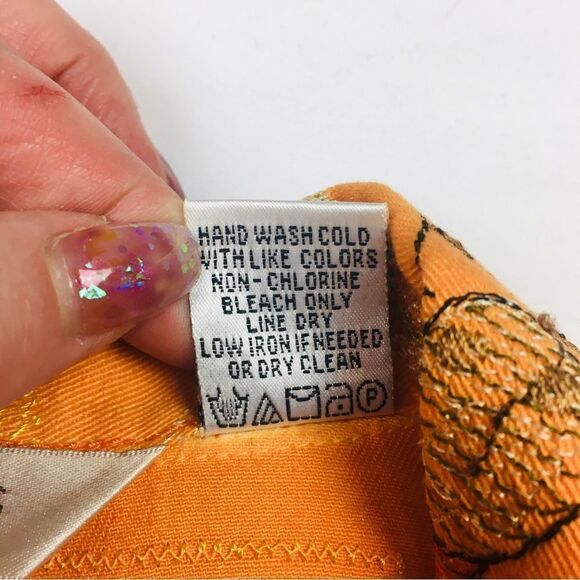 HAND WASH COLD
WITH LIKE COLORS
NON-CHLORINE
BLEACH ONLY
LINE DRY
LOW IRON IF NEEDED
OR DRY CLEAN
P